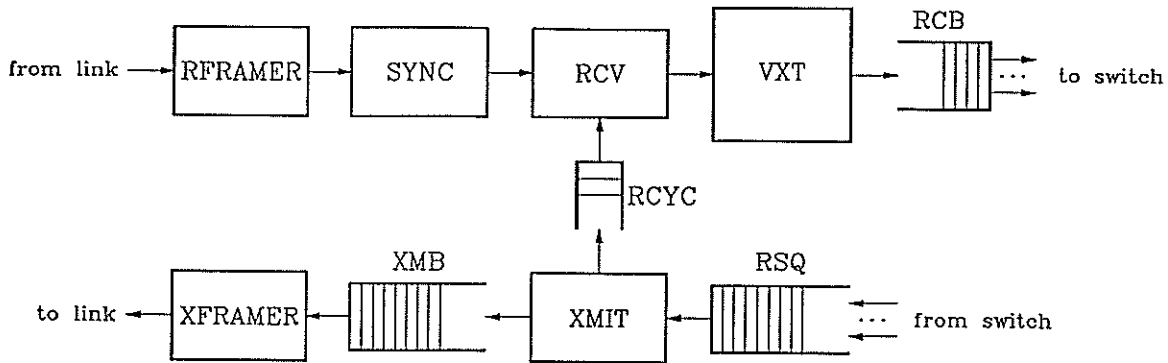 RCB
from link
RFRAMER
SYNC
RCV
VXT
...
to switch
RCYC
XMB
RSQ
to link
XFRAMER
XMIT
...
from switch